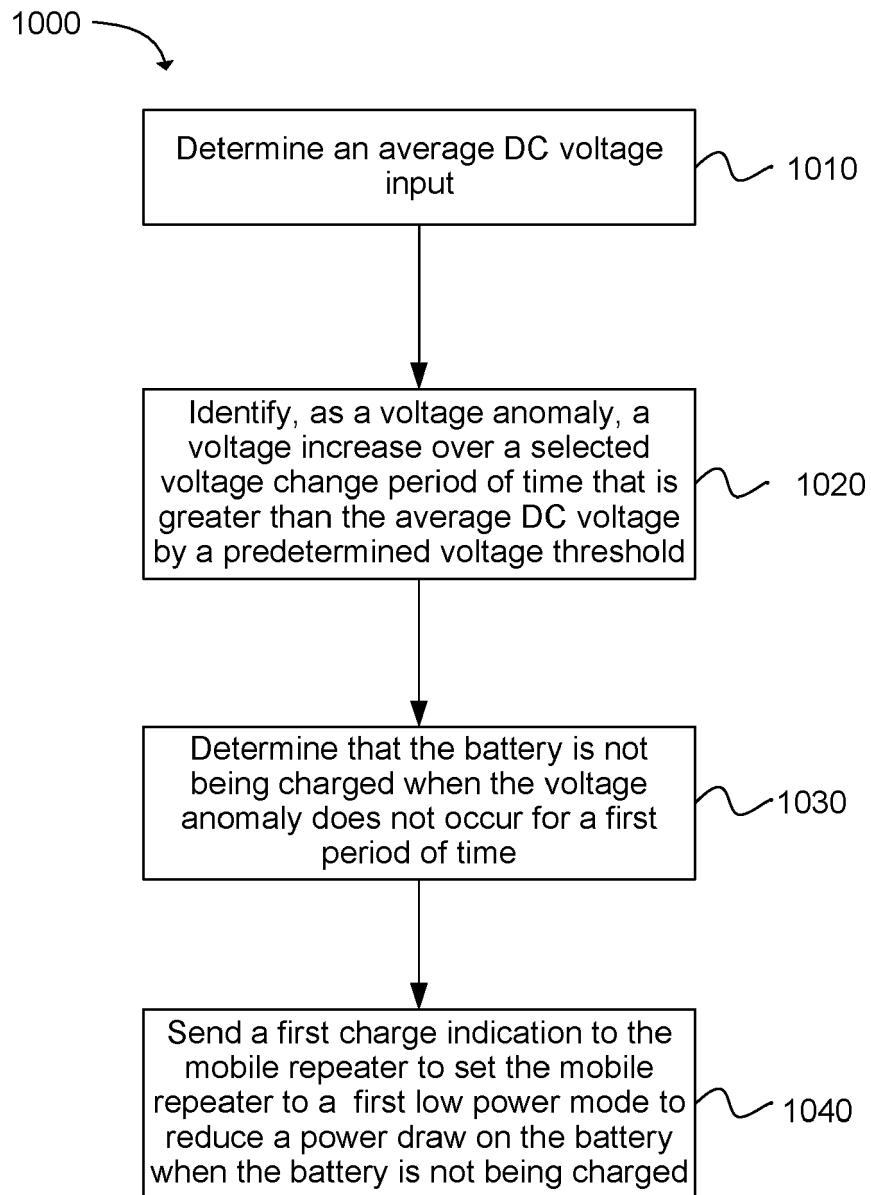 1000
Determine an average DC voltage
input
1010
Identify, as a voltage anomaly, a
voltage increase over a selected
voltage change period of time that is
greater than the average DC voltage
by a predetermined voltage threshold
1020
Determine that the battery is not
being charged when the voltage
anomaly does not occur for a first
period of time
1030
Send a first charge indication to the
mobile repeater to set the mobile
repeater to a first low power mode to
reduce a power draw on the battery
when the battery is not being charged
1040